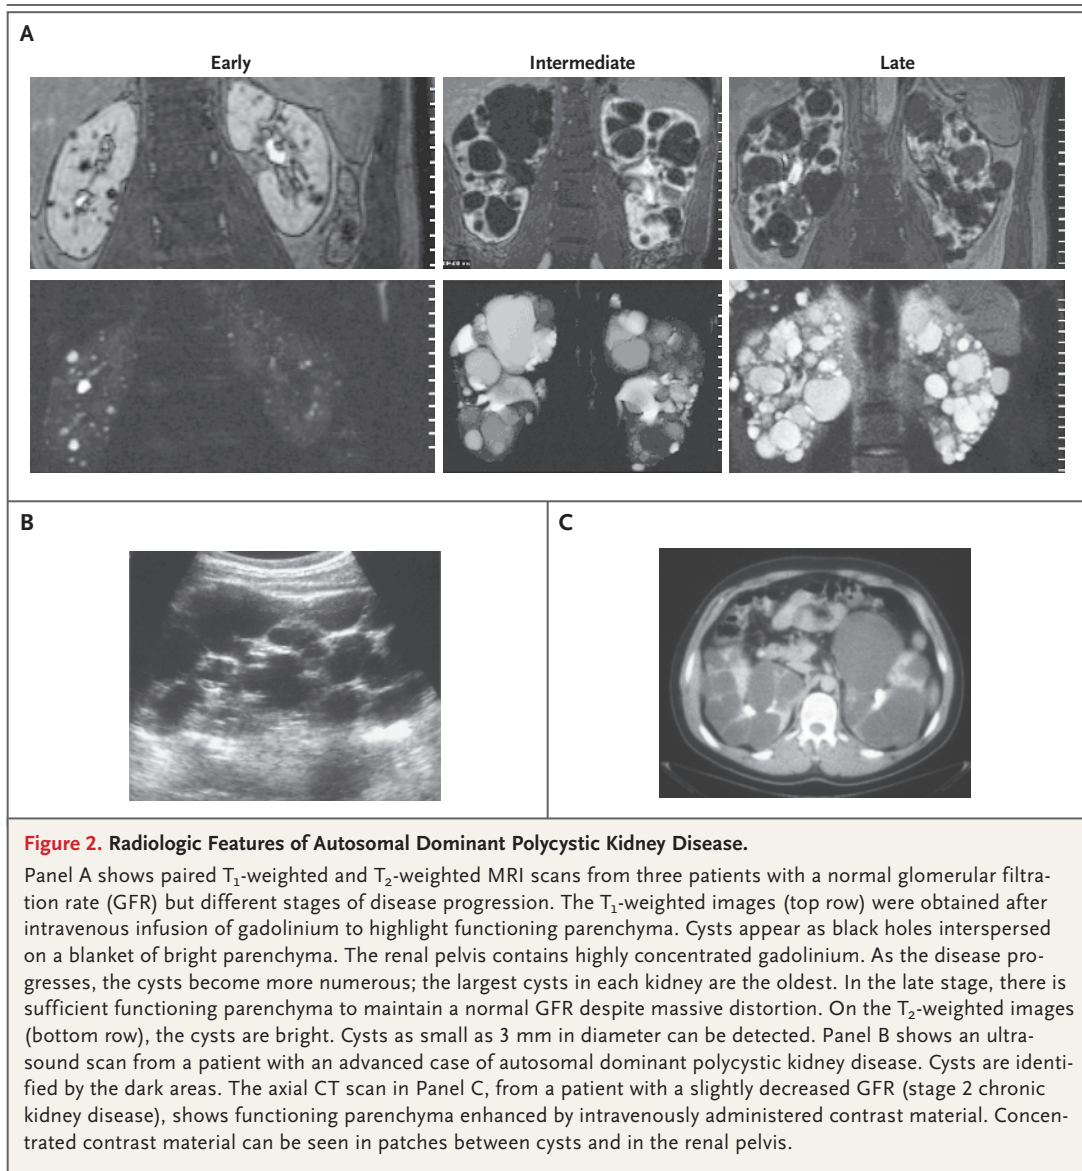 A
Early Intermediate Late
B
C
Figure 2. Radiologic Features of Autosomal Dominant Polycystic Kidney Disease.
Panel A shows paired T₁-weighted and T₂-weighted MRI scans from three patients with a normal glomerular filtra-
tion rate (GFR) but different stages of disease progression. The T₁-weighted images (top row) were obtained after
intravenous infusion of gadolinium to highlight functioning parenchyma. Cysts appear as black holes interspersed
on a blanket of bright parenchyma. The renal pelvis contains highly concentrated gadolinium. As the disease pro-
gresses, the cysts become more numerous; the largest cysts in each kidney are the oldest. In the late stage, there is
sufficient functioning parenchyma to maintain a normal GFR despite massive distortion. On the T₂-weighted images
(bottom row), the cysts are bright. Cysts as small as 3 mm in diameter can be detected. Panel B shows an ultra-
sound scan from a patient with an advanced case of autosomal dominant polycystic kidney disease. Cysts are identi-
fied by the dark areas. The axial CT scan in Panel C, from a patient with a slightly decreased GFR (stage 2 chronic
kidney disease), shows functioning parenchyma enhanced by intravenously administered contrast material. Concen-
trated contrast material can be seen in patches between cysts and in the renal pelvis.